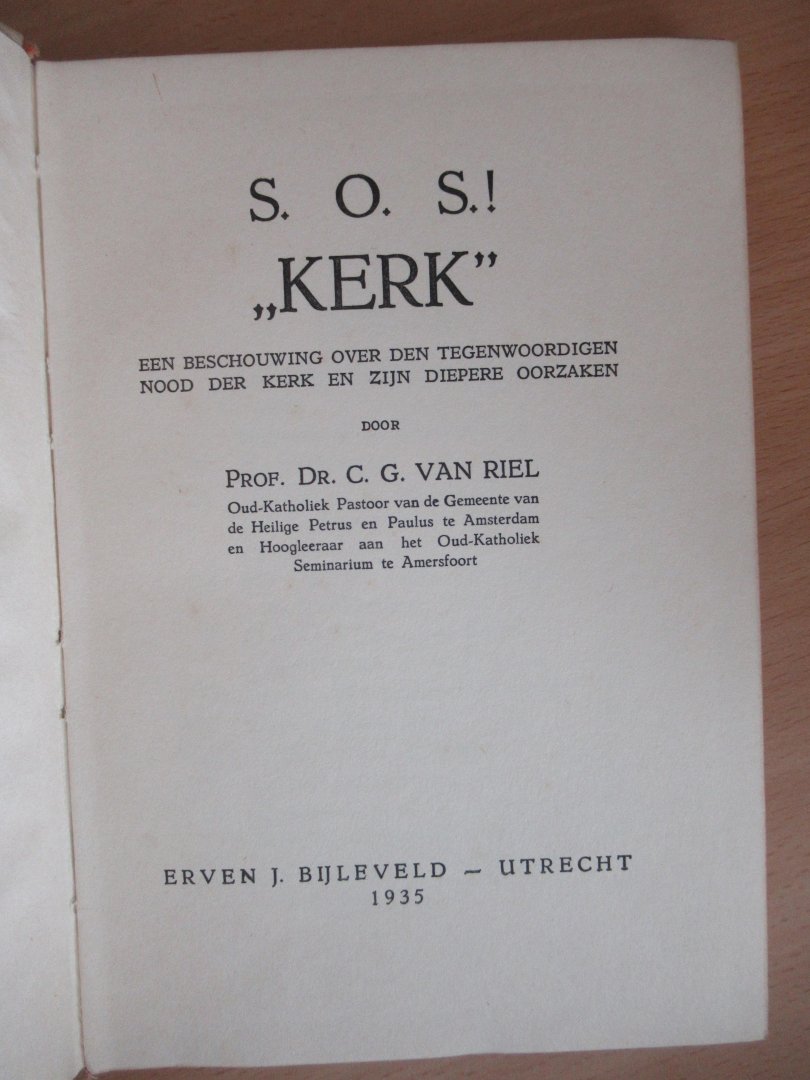 S. O. S.!
„KERK”
EEN BESCHOUWING OVER DEN TEGENWOORDIGEN
NOOD DER KERK EN ZIJN DIEPERE OORZAKEN
DOOR
PROF. DR. C. G. VAN RIEL
Oud-Katholiek Pastoor van de Gemeente van
de Heilige Petrus en Paulus te Amsterdam
en Hoogleeraar aan het Oud-Katholiek
Seminarium te Amersfoort
ERVEN J. BIJLEVELD — UTRECHT
1935